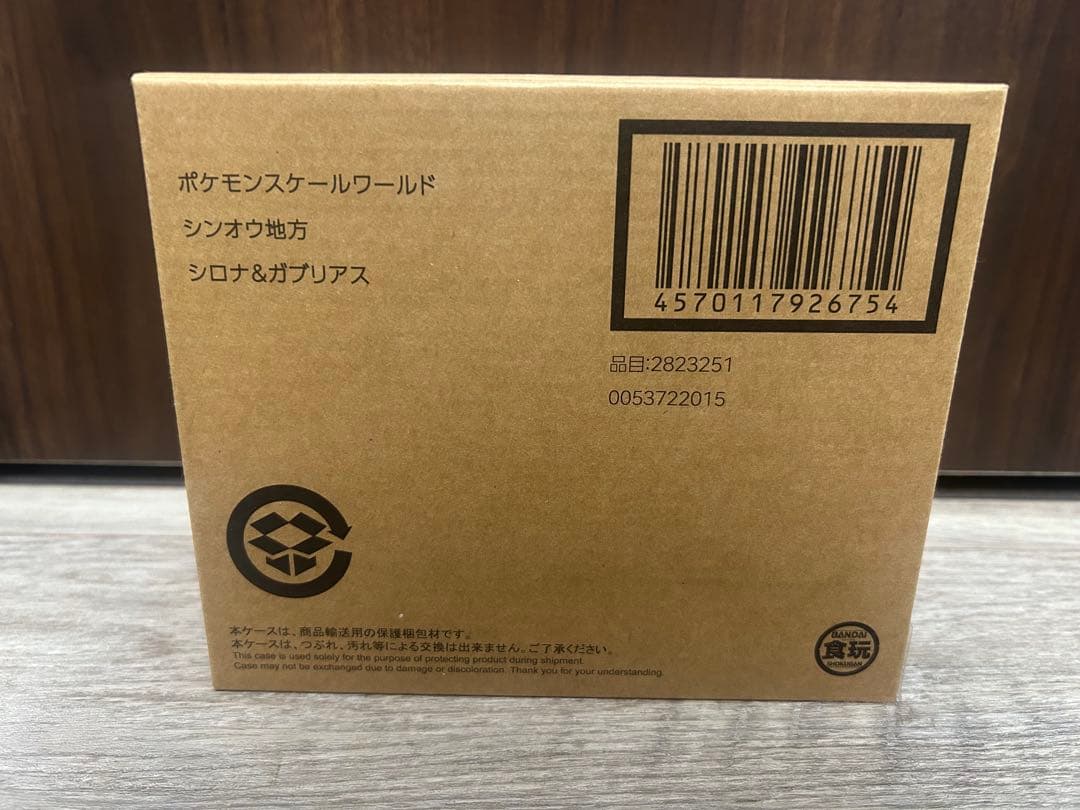 ポケモンスケールワールド
シンオウ地方
シロナ&ガブリアス
4570117926754
品目:2823251
0053722015
本ケースは、商品輸送用の保護梱包材です。
本ケースは、つぶれ、汚れ等による交換は出来ません。ご了承ください。
This case is used solely for the purpose of protecting product during shipment.
Case may not be exchanged due to damage or discoloration. Thank you for your understanding.
BANDAI
食玩
SHOKUGAN